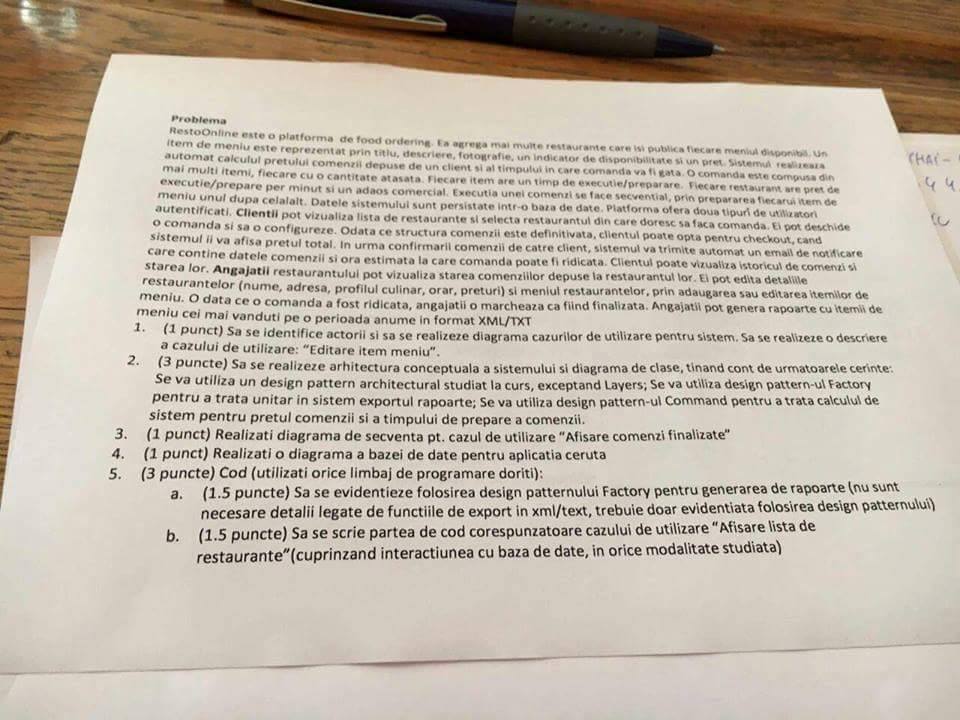 Problema
RestoOnline este o platforma de food ordering. Ea agrega mai multe restaurante care isi publica fiecare meniul disponibil. Un
item de meniu este reprezentat prin titlu, descriere, fotografie, un indicator de disponibilitate si un pret. Sistemul realizeaza
automat calculul pretului comenzii depuse de un client si al timpului in care comanda va fi gata. O comanda este compusa din
mai multi itemi, fiecare cu o cantitate atasata. Fiecare item are un timp de executie/preparare. Fiecare restaurant are pret de
executie/prepare per minut si un adaos comercial. Executia unei comenzi se face secvential, prin prepararea fiecarui item de
meniu unul dupa celalalt. Datele sistemului sunt persistate intr-o baza de date. Platforma ofera doua tipuri de utilizatori
autentificati. Clientii pot vizualiza lista de restaurante si selecta restaurantul din care doresc sa faca comanda. Ei pot deschide
o comanda si sa o configureze. Odata ce structura comenzii este definitivata, clientul poate opta pentru checkout, cand
sistemul ii va afisa pretul total. In urma confirmarii comenzii de catre client, sistemul va trimite automat un email de notificare
care contine datele comenzii si ora estimata la care comanda poate fi ridicata. Clientul poate vizualiza istoricul de comenzi si
starea lor. Angajatii restaurantului pot vizualiza starea comenzilor depuse la restaurantul lor. Ei pot edita detaliile
restaurantelor (nume, adresa, profilul culinar, orar, preturi) si meniul restaurantelor, prin adaugarea sau editarea itemilor de
meniu. O data ce o comanda a fost ridicata, angajatii o marcheaza ca fiind finalizata. Angajatii pot genera rapoarte cu itemii de
meniu cei mai vanduti pe o perioada anume in format XML/TXT
1. (1 punct) Sa se identifice actorii si sa se realizeze diagrama cazurilor de utilizare pentru sistem. Sa se realizeze o descriere
a cazului de utilizare: "Editare item meniu".
2. (3 puncte) Sa se realizeze arhitectura conceptuala a sistemului si diagrama de clase, tinand cont de urmatoarele cerinte:
Se va utiliza un design pattern architectural studiat la curs, exceptand Layers; Se va utiliza design pattern-ul Factory
pentru a trata unitar in sistem exportul rapoarte; Se va utiliza design pattern-ul Command pentru a trata calculul de
sistem pentru pretul comenzii si a timpului de prepare a comenzii.
3. (1 punct) Realizati diagrama de secventa pt. cazul de utilizare "Afisare comenzi finalizate"
4. (1 punct) Realizati o diagrama a bazei de date pentru aplicatia ceruta
5. (3 puncte) Cod (utilizati orice limbaj de programare doriti):
a. (1.5 puncte) Sa se evidentieze folosirea design patternului Factory pentru generarea de rapoarte (nu sunt
necesare detalii legate de functiile de export in xml/text, trebuie doar evidentiata folosirea design patternului)
b. (1.5 puncte) Sa se scrie partea de cod corespunzatoare cazului de utilizare "Afisare lista de
restaurante"(cuprinzand interactiunea cu baza de date, in orice modalitate studiata)